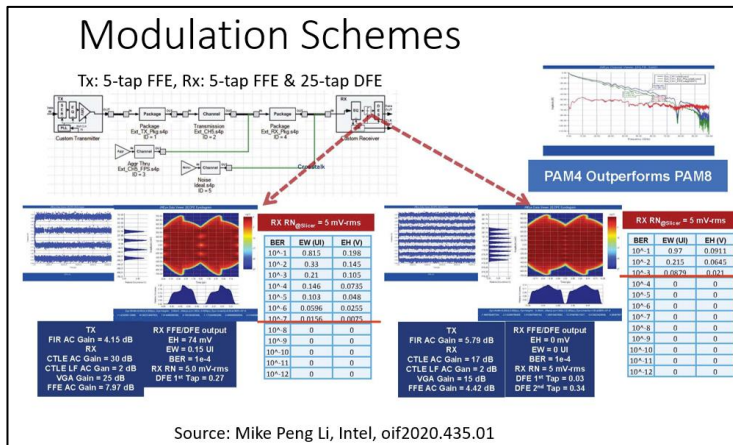 Modulation Schemes
Tx: 5-tap FFE, Rx: 5-tap FFE & 25-tap DFE
TX
RX
Package
Channel
Package
Custom Transmitter
Package
Ext_TX_Pkg.s4p
ID = 1
Transmission
Ext_CH5.s4p
ID = 2
Package
Ext_RX_Pkg.s4p
ID = 4
Custom Receiver
Channel
Aggr Thru
Ext_CH5_FPS.s4p
ID = 3
Channel
Noise
Ideal.s4p
ID = 5
Crosstalk
PAM4 Outperforms PAM8
RX RN@Slicer = 5 mV-rms
BER EW (UI) EH (V)
10^-1 0.815 0.198
10^-2 0.33 0.145
10^-3 0.21 0.105
10^-4 0.146 0.0735
10^-5 0.103 0.048
10^-6 0.0596 0.0255
10^-7 0.0156 0.0075
10^-8 0 0
10^-9 0 0
10^-10 0 0
10^-11 0 0
10^-12 0 0
TX
FIR AC Gain = 4.15 dB
RX
CTLE AC Gain = 30 dB
CTLE LF AC Gan = 2 dB
VGA Gain = 25 dB
FFE AC Gain = 7.97 dB
RX FFE/DFE output
EH = 74 mV
EW = 0.15 UI
BER = 1e-4
RX RN = 5.0 mV-rms
DFE 1st Tap = 0.27
RX RN@Slicer = 5 mV-rms
BER EW (UI) EH (V)
10^-1 0.97 0.0911
10^-2 0.215 0.0645
10^-3 0.0879 0.021
10^-4 0 0
10^-5 0 0
10^-6 0 0
10^-7 0 0
10^-8 0 0
10^-9 0 0
10^-10 0 0
10^-11 0 0
10^-12 0 0
TX
FIR AC Gain = 5.79 dB
RX
CTLE AC Gain = 17 dB
CTLE LF AC Gan = 2 dB
VGA Gain = 15 dB
FFE AC Gain = 4.42 dB
RX FFE/DFE output
EH = 0 mV
EW = 0 UI
BER = 1e-4
RX RN = 5 mV-rms
DFE 1st Tap = 0.03
DFE 2nd Tap = 0.34
Source: Mike Peng Li, Intel, oif2020.435.01